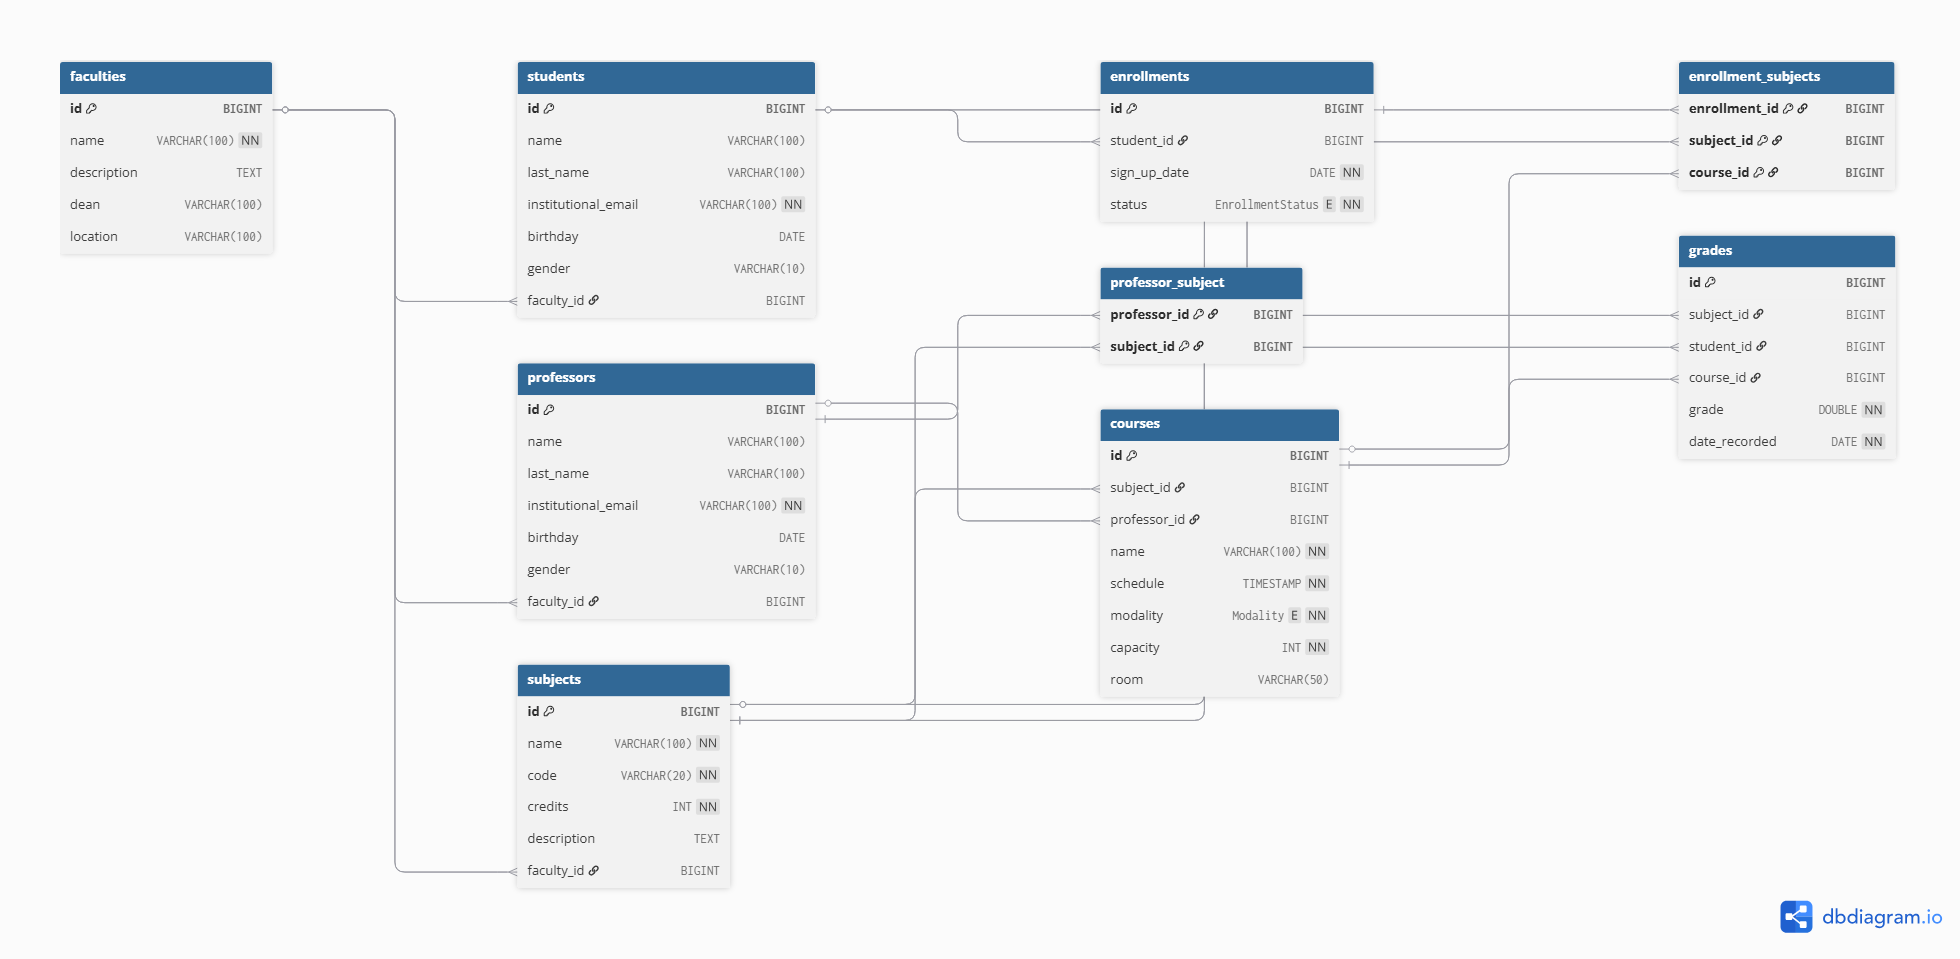 faculties
id BIGINT
name VARCHAR(100) NN
description TEXT
dean VARCHAR(100)
location VARCHAR(100)
students
id BIGINT
name VARCHAR(100)
last_name VARCHAR(100)
institutional_email VARCHAR(100) NN
birthday DATE
gender VARCHAR(10)
faculty_id BIGINT
professors
id BIGINT
name VARCHAR(100)
last_name VARCHAR(100)
institutional_email VARCHAR(100) NN
birthday DATE
gender VARCHAR(10)
faculty_id BIGINT
subjects
id BIGINT
name VARCHAR(100) NN
code VARCHAR(20) NN
credits INT NN
description TEXT
faculty_id BIGINT
enrollments
id BIGINT
student_id BIGINT
sign_up_date DATE NN
status EnrollmentStatus E NN
professor_subject
professor_id BIGINT
subject_id BIGINT
courses
id BIGINT
subject_id BIGINT
professor_id BIGINT
name VARCHAR(100) NN
schedule TIMESTAMP NN
modality Modality E NN
capacity INT NN
room VARCHAR(50)
enrollment_subjects
enrollment_id BIGINT
subject_id BIGINT
course_id BIGINT
grades
id BIGINT
subject_id BIGINT
student_id BIGINT
course_id BIGINT
grade DOUBLE NN
date_recorded DATE NN
dbdiagram.io